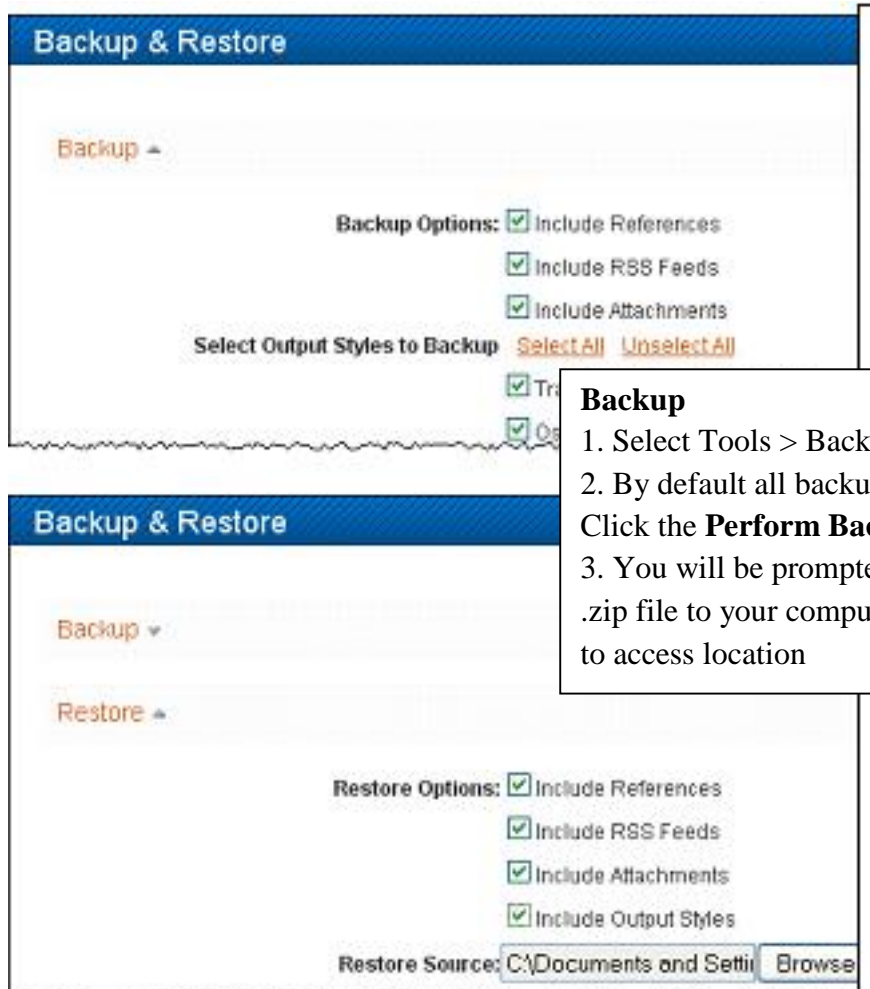 Backup & Restore
Backup
Backup Options: Include References
Include RSS Feeds
Include Attachments
Select Output Styles to Backup Select All Unselect All
Backup
1. Select Tools > Back
2. By default all backu
Click the Perform Bac
3. You will be prompte
.zip file to your compu
to access location
Backup & Restore
Backup
Restore
Restore Options: Include References
Include RSS Feeds
Include Attachments
Include Output Styles
Restore Source: C:\Documents and Settin Browse